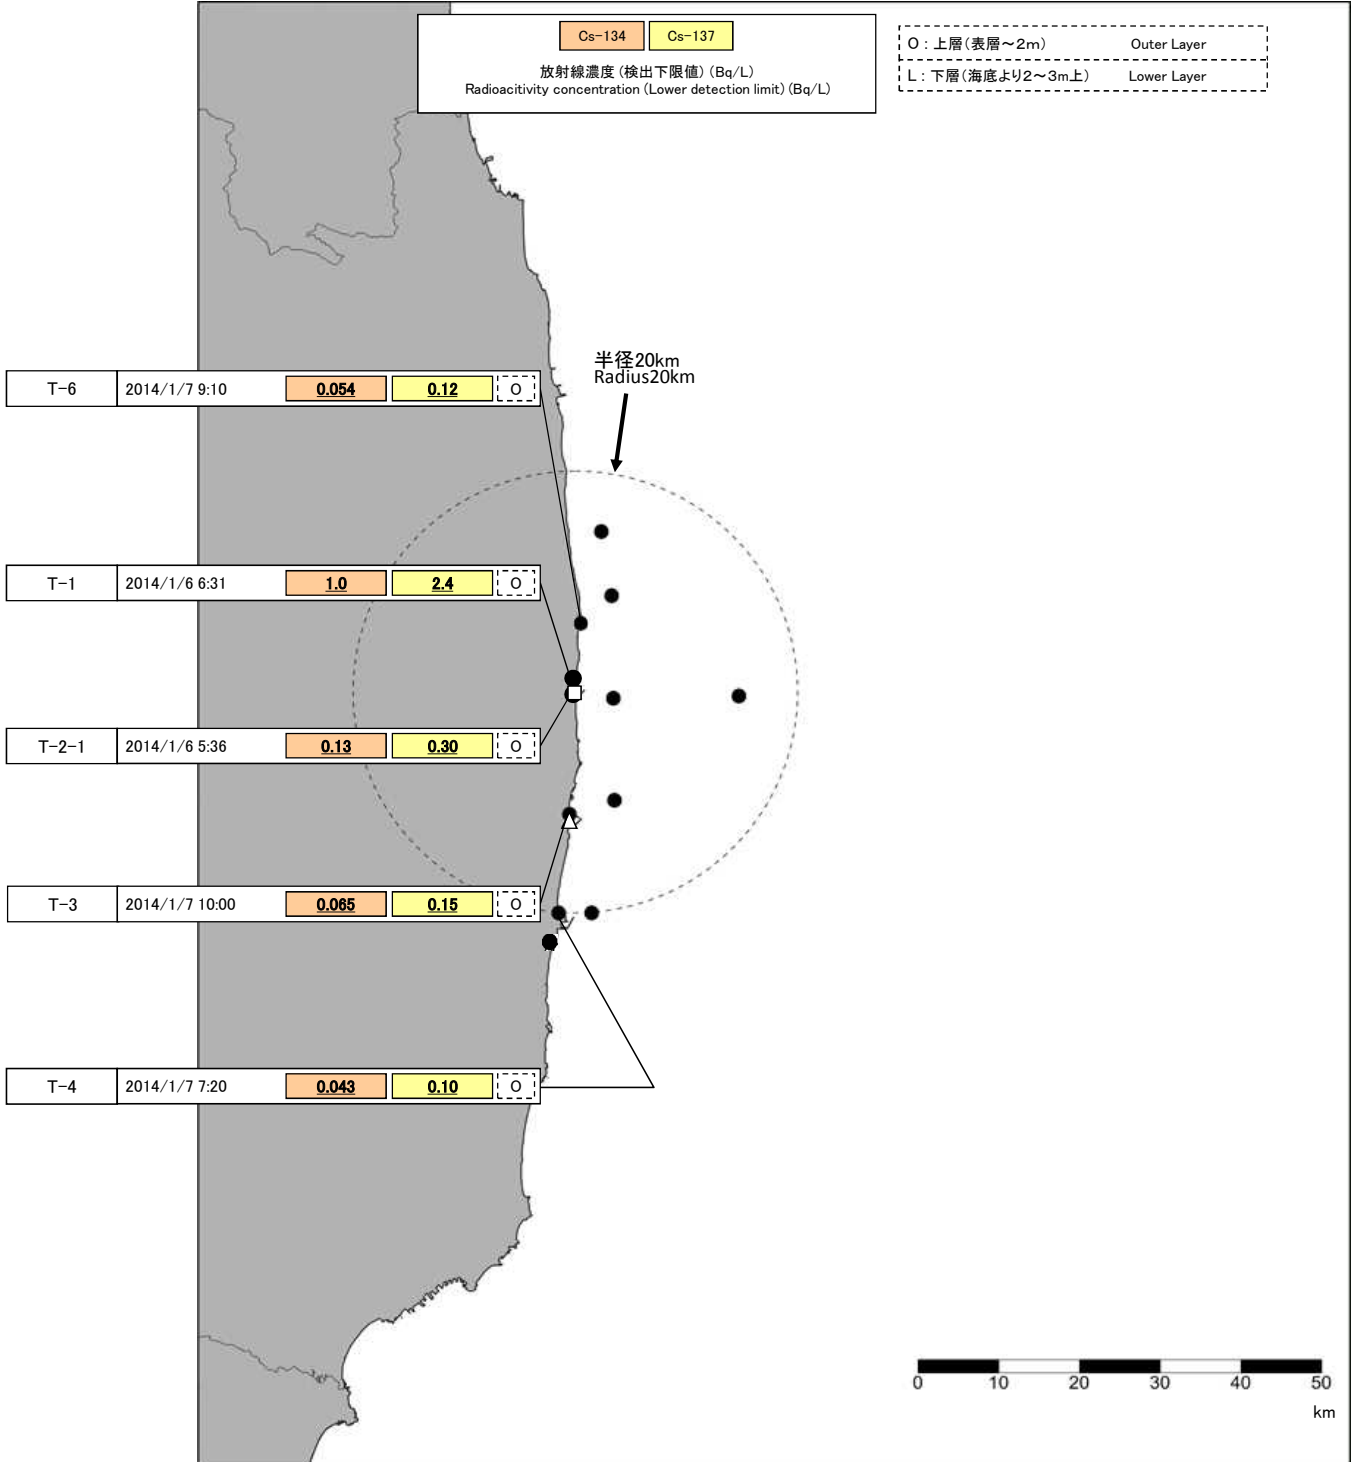 Cs-134 Cs-137
放射線濃度(検出下限値)(Bq/L)
Radioacitivity concentration(Lower detection limit)(Bq/L)
O：上層(表層～2m) Outer Layer
L：下層(海底より2～3m上) Lower Layer
半径20km
Radius20km
T-6 2014/1/7 9:10 0.054 0.12 O
T-1 2014/1/6 6:31 1.0 2.4 O
T-2-1 2014/1/6 5:36 0.13 0.30 O
T-3 2014/1/7 10:00 0.065 0.15 O
T-4 2014/1/7 7:20 0.043 0.10 O
0 10 20 30 40 50
km